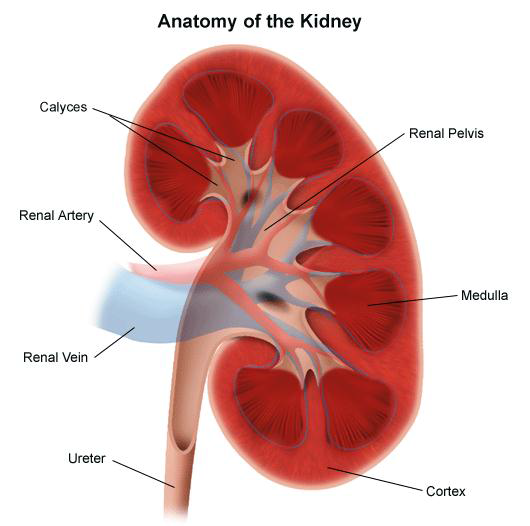 Anatomy of the Kidney
Calyces
Renal Pelvis
Renal Artery
Medulla
Renal Vein
Ureter
Cortex